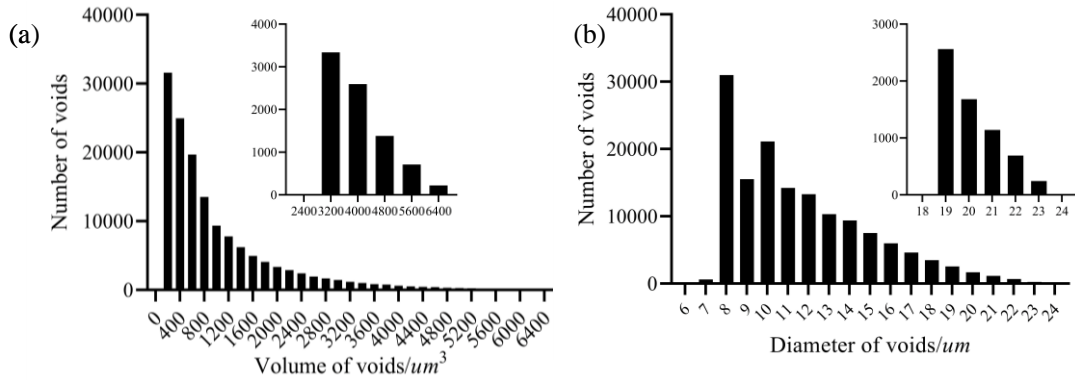 (a)
Number of voids
40000
30000
20000
10000
0
0 400 800 1200 1600 2000 2400 2800 3200 3600 4000 4400 4800 5200 5600 6000 6400
Volume of voids/um³
4000
3000
2000
1000
0
2400 3200 4000 4800 5600 6400
(b)
Number of voids
40000
30000
20000
10000
0
6 7 8 9 10 11 12 13 14 15 16 17 18 19 20 21 22 23 24
Diameter of voids/um
3000
2000
1000
0
18 19 20 21 22 23 24